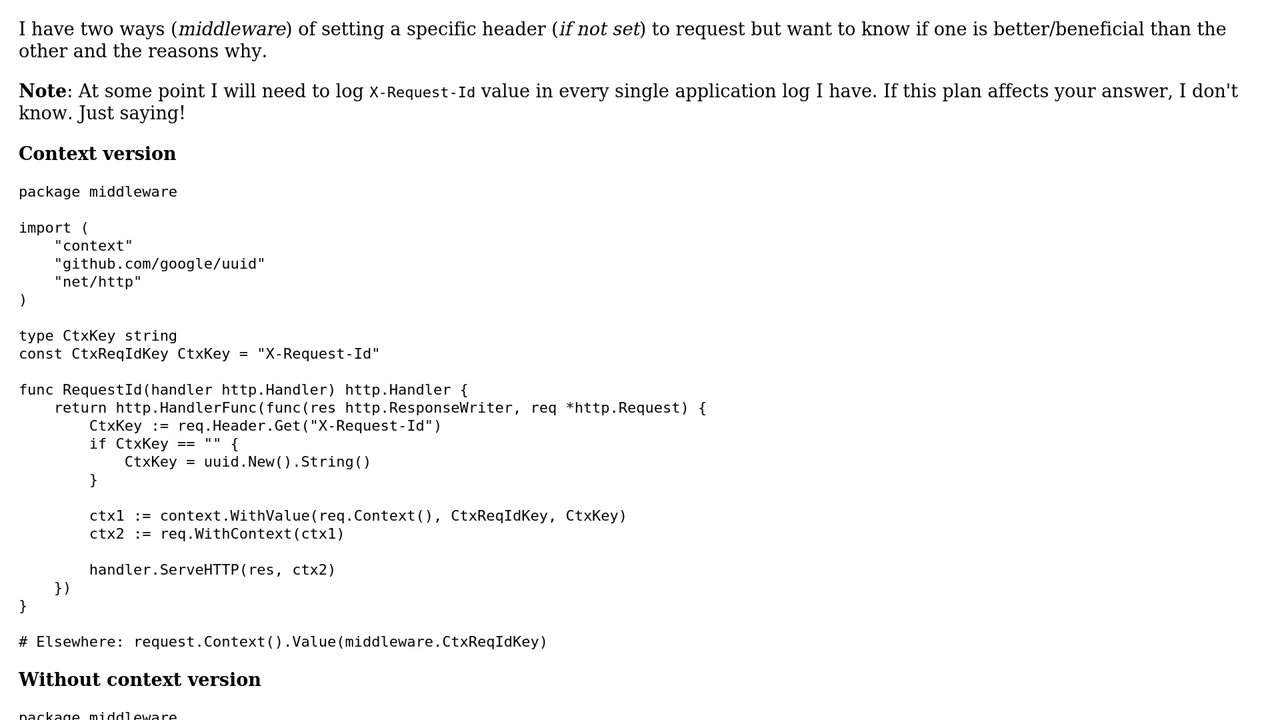 I have two ways (middleware) of setting a specific header (if not set) to request but want to know if one is better/beneficial than the
other and the reasons why.
Note: At some point I will need to log X-Request-Id value in every single application log I have. If this plan affects your answer, I don't
know. Just saying!
Context version
package middleware
import (
    "context"
    "github.com/google/uuid"
    "net/http"
)
type CtxKey string
const CtxReqIdKey CtxKey = "X-Request-Id"
func RequestId(handler http.Handler) http.Handler {
    return http.HandlerFunc(func(res http.ResponseWriter, req *http.Request) {
        CtxKey := req.Header.Get("X-Request-Id")
        if CtxKey == "" {
            CtxKey = uuid.New().String()
        }
        ctx1 := context.WithValue(req.Context(), CtxReqIdKey, CtxKey)
        ctx2 := req.WithContext(ctx1)
        handler.ServeHTTP(res, ctx2)
    })
}
# Elsewhere: request.Context().Value(middleware.CtxReqIdKey)
Without context version
package middleware